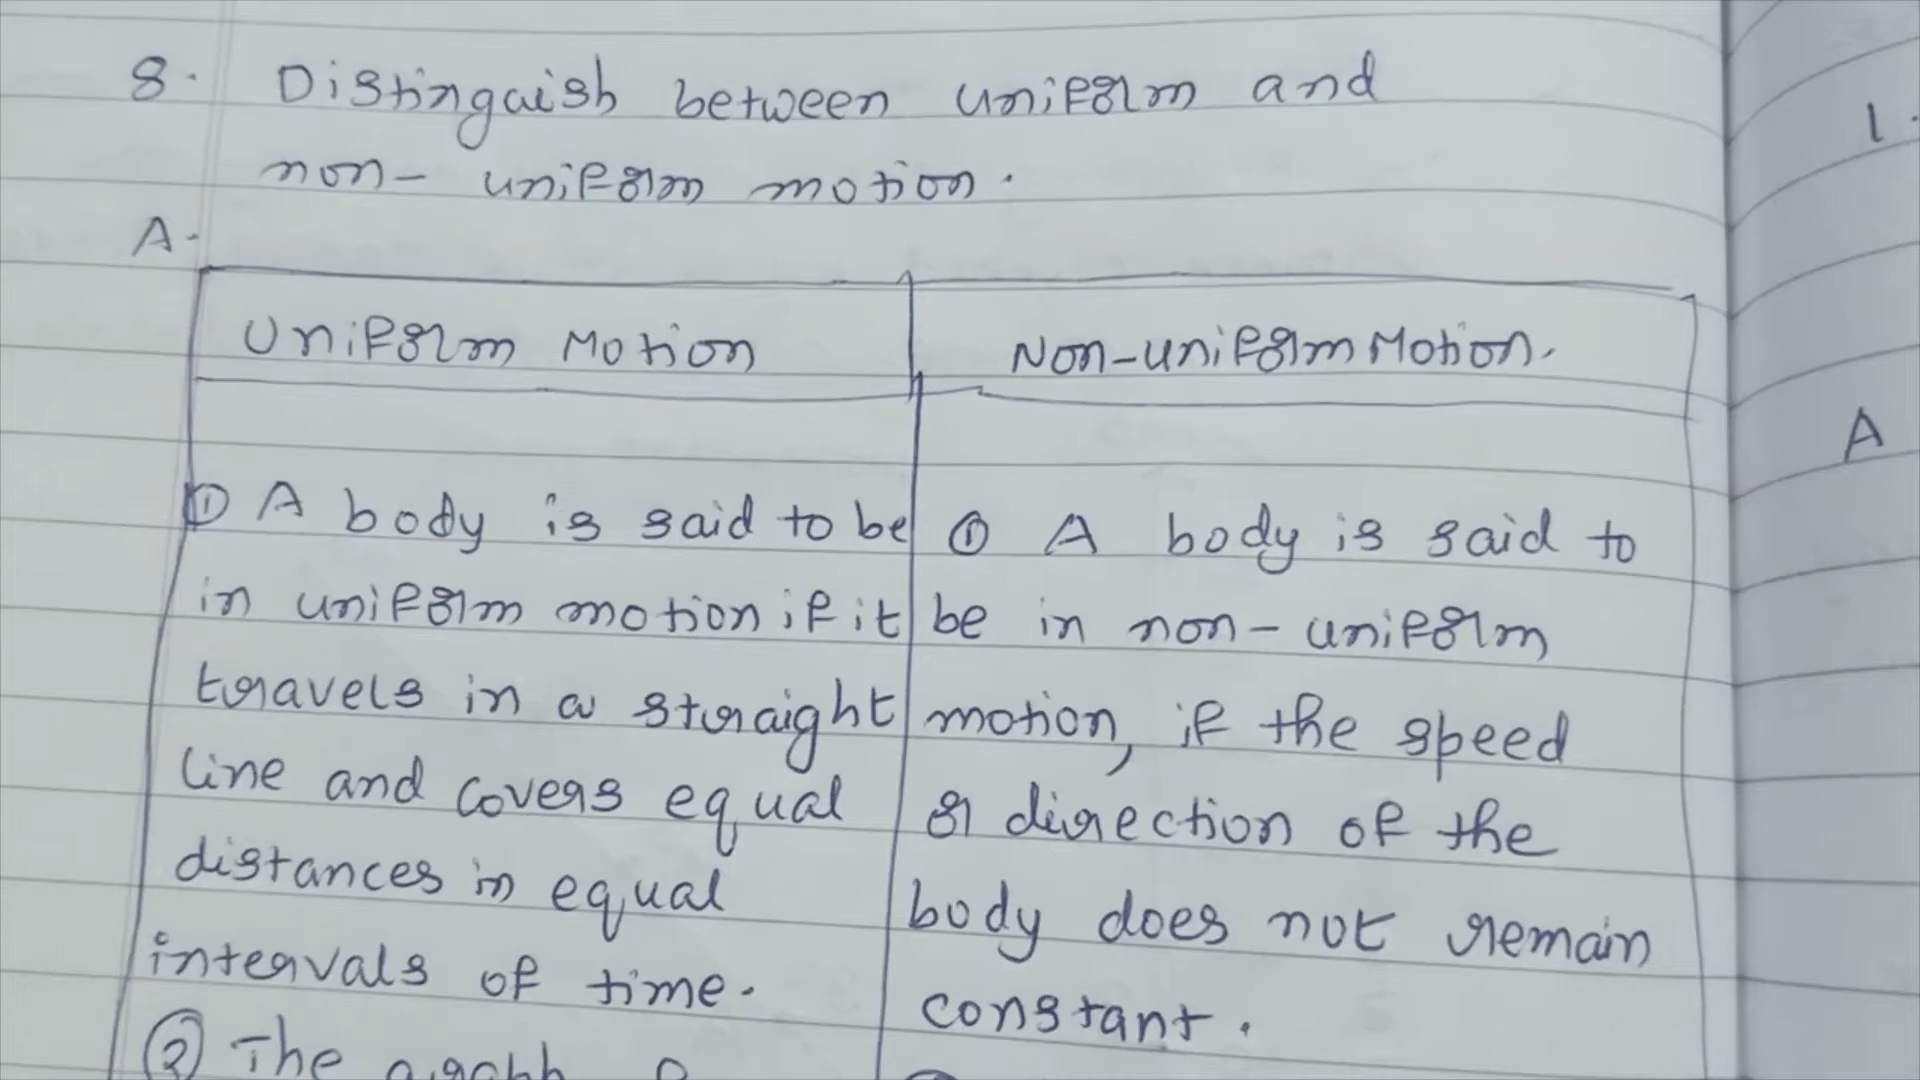 8. Distinguish between uniform and
non- uniform motion.
A.
Uniform Motion
Non-uniform Motion.
① A body is said to be
in uniform motion if it
travels in a straight
line and covers equal
distances in equal
intervals of time.
② The graph
① A body is said to
be in non-uniform
motion, if the speed
or direction of the
body does not remain
constant.
1.
A